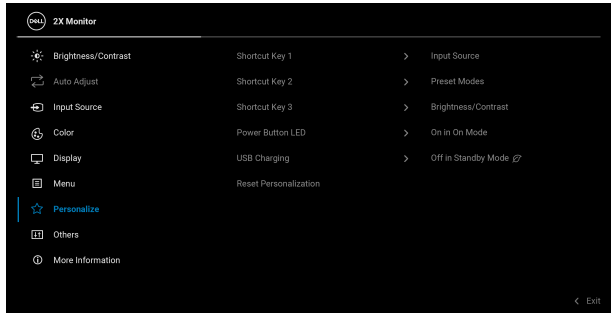 DELL 2X Monitor
Brightness/Contrast Shortcut Key 1 > Input Source
Auto Adjust Shortcut Key 2 > Preset Modes
Input Source Shortcut Key 3 > Brightness/Contrast
Color Power Button LED > On in On Mode
Display USB Charging > Off in Standby Mode
Menu Reset Personalization
Personalize
Others
More Information
< Exit